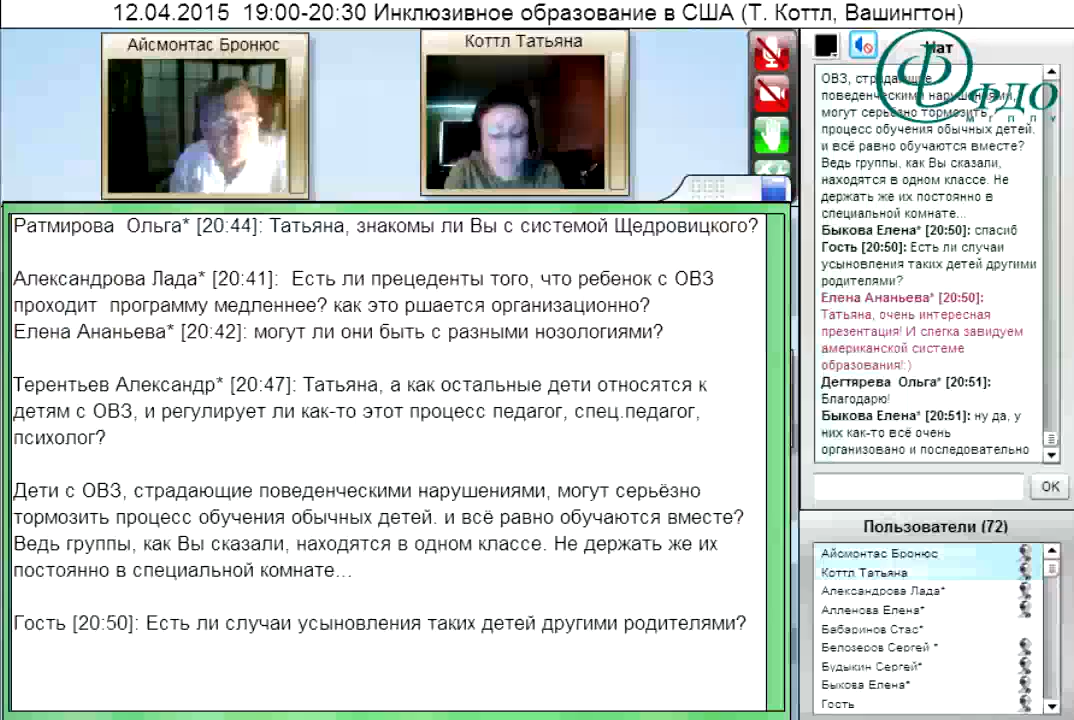 12.04.2015 19:00-20:30 Инклюзивное образование в США (Т. Коттл, Вашингтон)
Айсмонтас Бронюс
Коттл Татьяна
Ратмирова Ольга* [20:44]: Татьяна, знакомы ли Вы с системой Щедровицкого?
Александрова Лада* [20:41]: Есть ли прецеденты того, что ребенок с ОВЗ
проходит программу медленнее? как это ршается организационно?
Елена Ананьева* [20:42]: могут ли они быть с разными нозологиями?
Терентьев Александр* [20:47]: Татьяна, а как остальные дети относятся к
детям с ОВЗ, и регулирует ли как-то этот процесс педагог, спец.педагог,
психолог?
Дети с ОВЗ, страдающие поведенческими нарушениями, могут серьёзно
тормозить процесс обучения обычных детей. и всё равно обучаются вместе?
Ведь группы, как Вы сказали, находятся в одном классе. Не держать же их
постоянно в специальной комнате...
Гость [20:50]: Есть ли случаи усыновления таких детей другими родителями?
Чат
ФДО
МГППУ
ОВЗ, страдающие
поведенческими нарушениями,
могут серьёзно тормозить
процесс обучения обычных детей.
и всё равно обучаются вместе?
Ведь группы, как Вы сказали,
находятся в одном классе. Не
держать же их постоянно в
специальной комнате...
Быкова Елена* [20:50]: спасиб
Гость [20:50]: Есть ли случаи
усыновления таких детей другими
родителями?
Елена Ананьева* [20:50]:
Татьяна, очень интересная
презентация! И слегка завидуем
американской системе
образования!:)
Дегтярева Ольга* [20:51]:
Благодарю!
Быкова Елена* [20:51]: ну да, у
них как-то всё очень
организовано и последовательно
OK
Пользователи (72)
Айсмонтас Бронюс
Коттл Татьяна
Александрова Лада*
Алленова Елена*
Бабаринов Стас*
Белозеров Сергей *
Будыкин Сергей*
Быкова Елена*
Гость